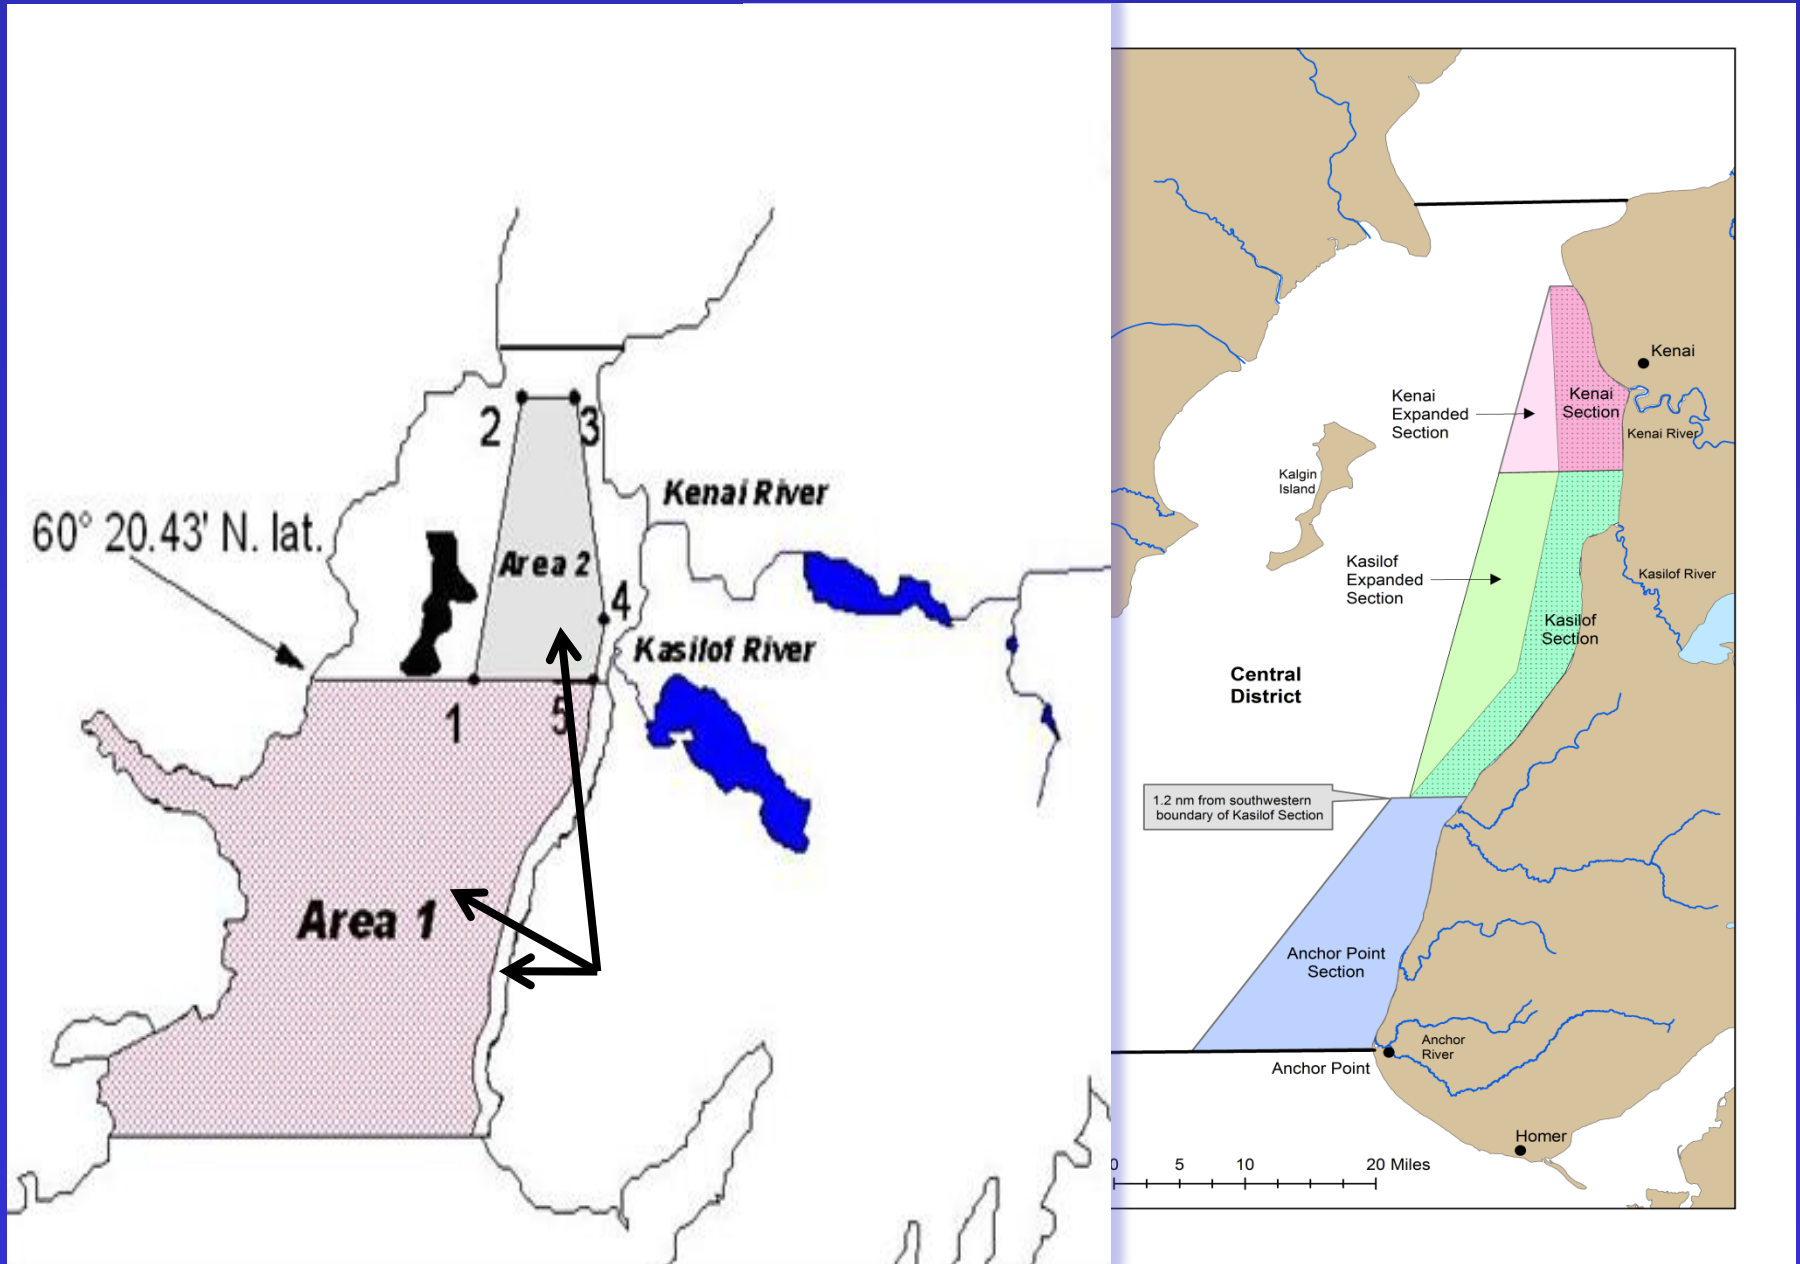 2
3
Kenai River
60° 20.43' N. lat.
Area 2
4
Kasilof River
1
5
Area 1
Kenai
Kenai
Expanded
Section
Kenai
Section
Kenai River
Kalgin
Island
Kasilof
Expanded
Section
Kasilof River
Kasilof
Section
Central
District
1.2 nm from southwestern
boundary of Kasilof Section
Anchor Point
Section
Anchor
River
Anchor Point
Homer
0 5 10 20 Miles